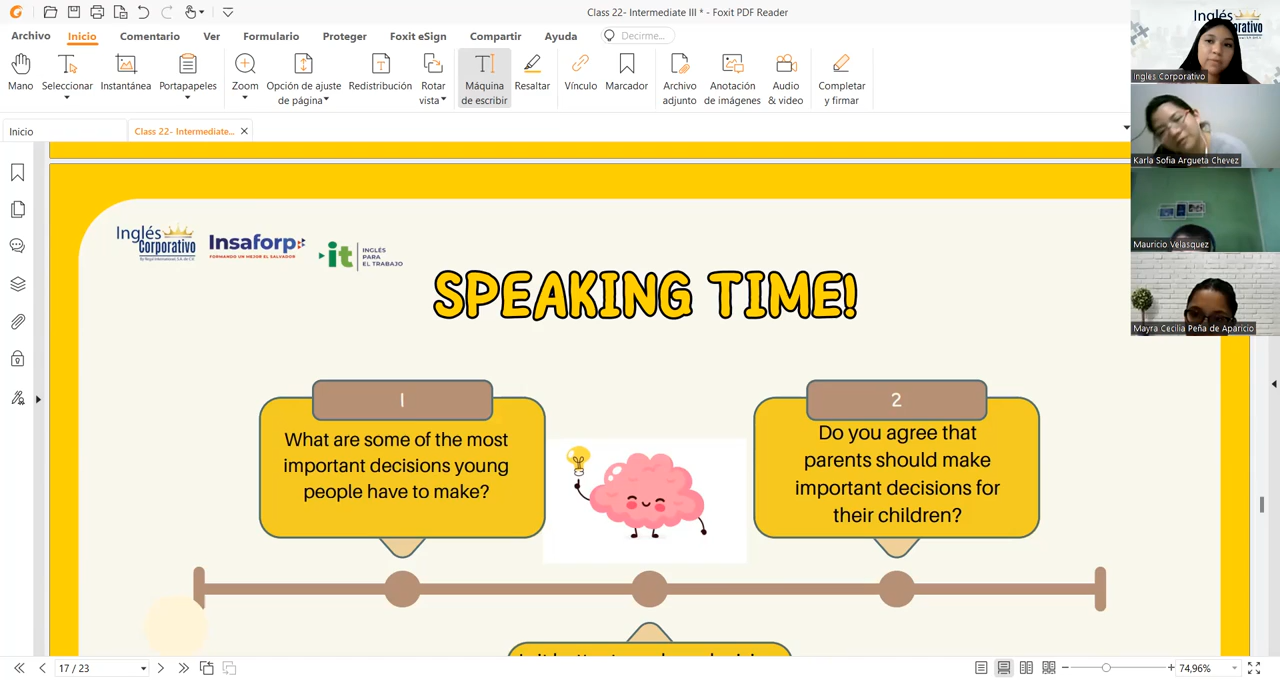 Class 22- Intermediate III * - Foxit PDF Reader
Archivo Inicio Comentario Ver Formulario Proteger Foxit eSign Compartir Ayuda Decirme...
Mano Seleccionar Instantánea Portapapeles Zoom Opción de ajuste de página Redistribución Rotar vista Máquina de escribir Resaltar Vínculo Marcador Archivo adjunto Anotación de imágenes Audio & video Completar y firmar
Inicio Class 22- Intermediate...
Inglés Corporativo
Ingles Corporativo
Karla Sofia Argueta Chevez
Mauricio Velasquez
Mayra Cecilia Peña de Aparicio
Inglés
Corporativo
Insaforp
FORMANDO UN MEJOR EL SALVADOR
it
INGLÉS
PARA
EL TRABAJO
SPEAKING TIME!
1
What are some of the most
important decisions young
people have to make?
2
Do you agree that
parents should make
important decisions for
their children?
17 / 23
74,96%